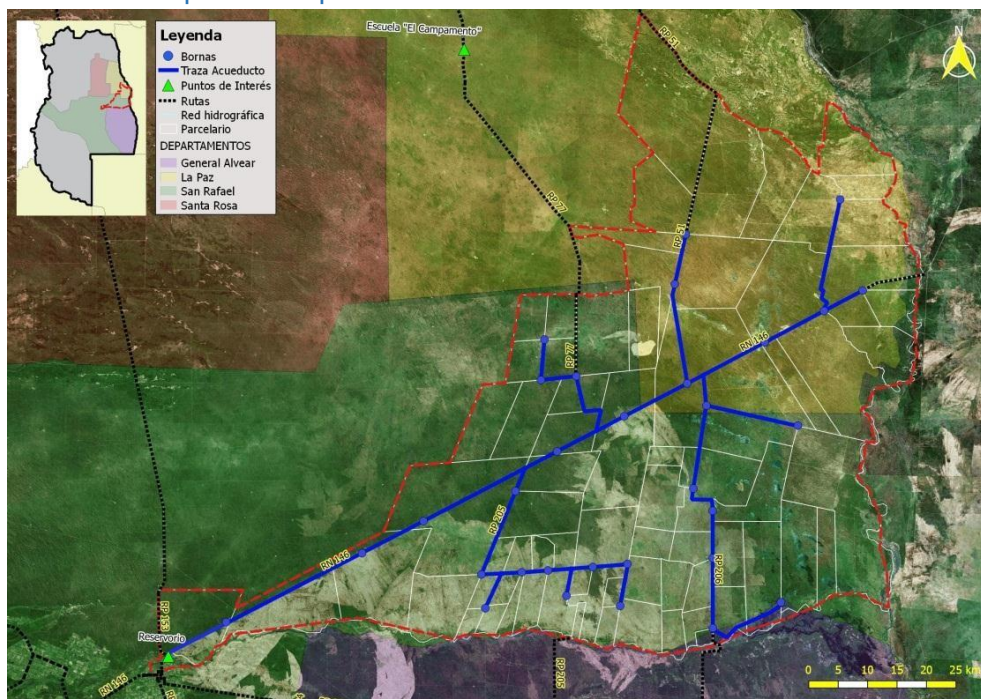 Escuela "El Campamento"
RP 51
N
Leyenda
Bornas
Traza Acueducto
Puntos de Interés
Rutas
Red hidrográfica
Parcelario
DEPARTAMENTOS
General Alvear
La Paz
San Rafael
Santa Rosa
RP 77
RP 51
RN 146
RP 77
RP 205
RN 146
RP 206
RP 153
Reservorio
RN 146
RP 205
0 5 10 15 20 25 km